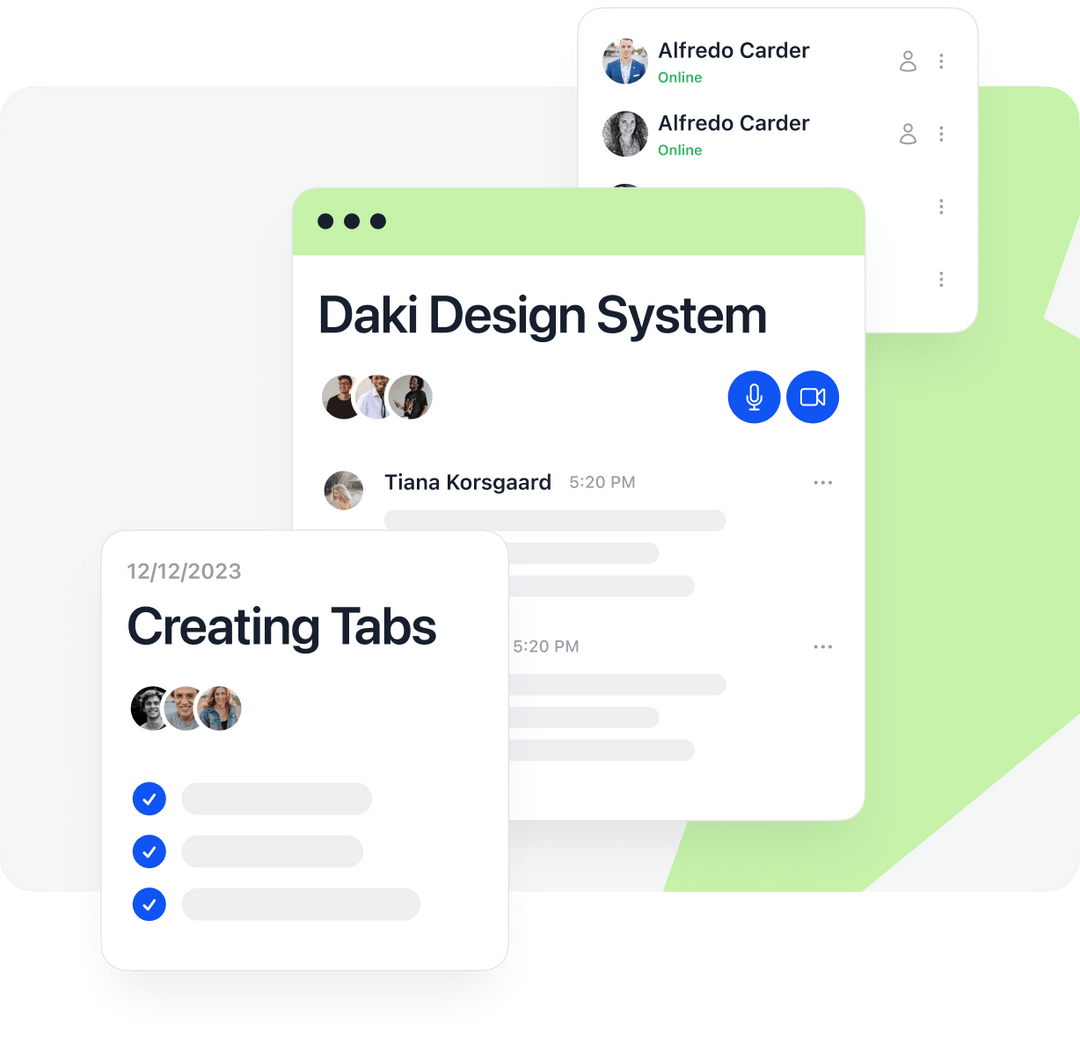 Alfredo Carder
Online
Alfredo Carder
Online
Daki Design System
Tiana Korsgaard 5:20 PM
12/12/2023
Creating Tabs
5:20 PM